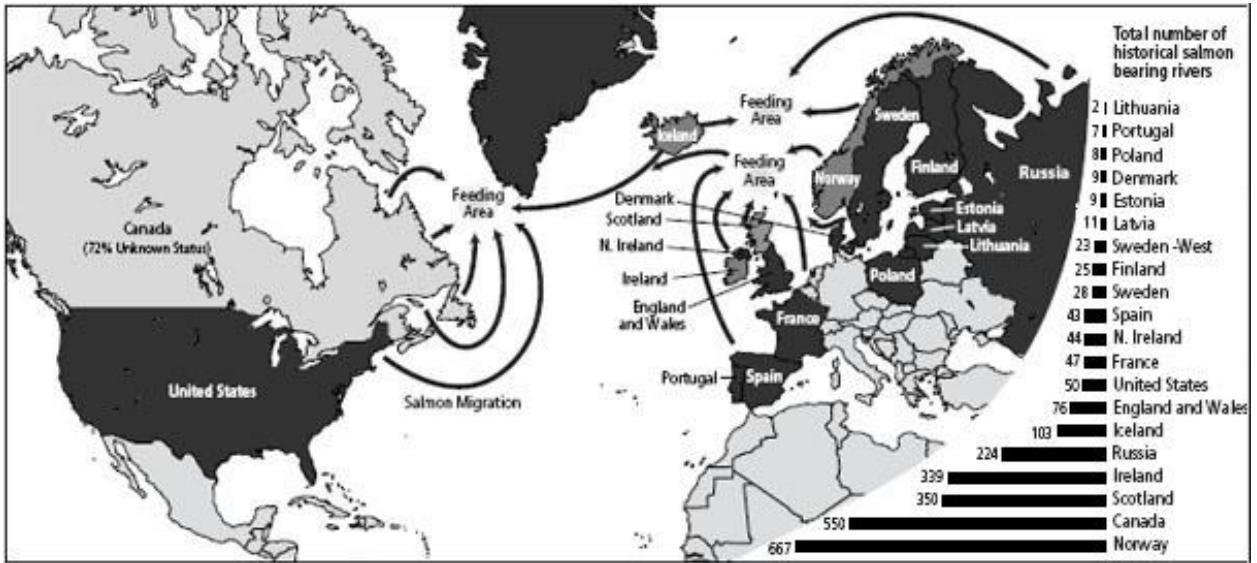 Total number of
historical salmon
bearing rivers
2 Lithuania
7 Portugal
8 Poland
9 Denmark
9 Estonia
11 Latvia
23 Sweden -West
25 Finland
28 Sweden
43 Spain
44 N. Ireland
47 France
50 United States
76 England and Wales
103 Iceland
224 Russia
339 Ireland
350 Scotland
550 Canada
667 Norway
Canada
(72% Unknown Status)
United States
Feeding
Area
Salmon Migration
Iceland
Feeding
Area
Feeding
Area
Sweden
Norway
Finland
Russia
Denmark
Scotland
N. Ireland
Ireland
England
and Wales
Estonia
Latvia
Lithuania
Poland
France
Portugal
Spain